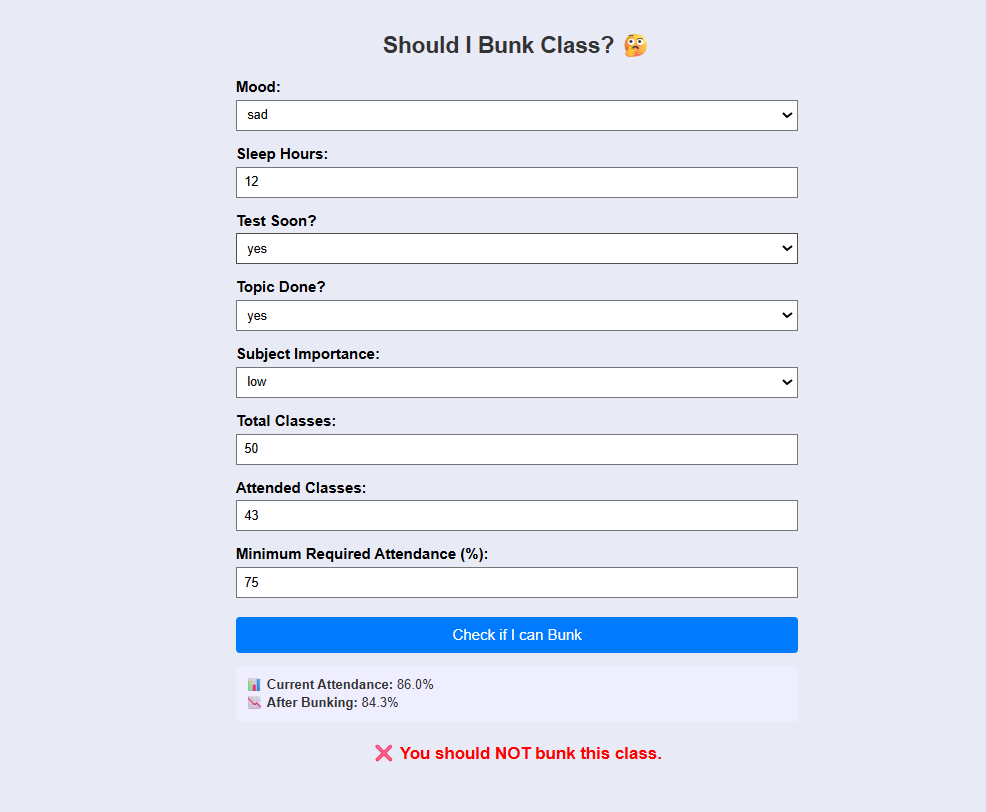 Should I Bunk Class? 🤔
Mood:
sad
Sleep Hours:
12
Test Soon?
yes
Topic Done?
yes
Subject Importance:
low
Total Classes:
50
Attended Classes:
43
Minimum Required Attendance (%):
75
Check if I can Bunk
📊 Current Attendance: 86.0%
📉 After Bunking: 84.3%
❌ You should NOT bunk this class.